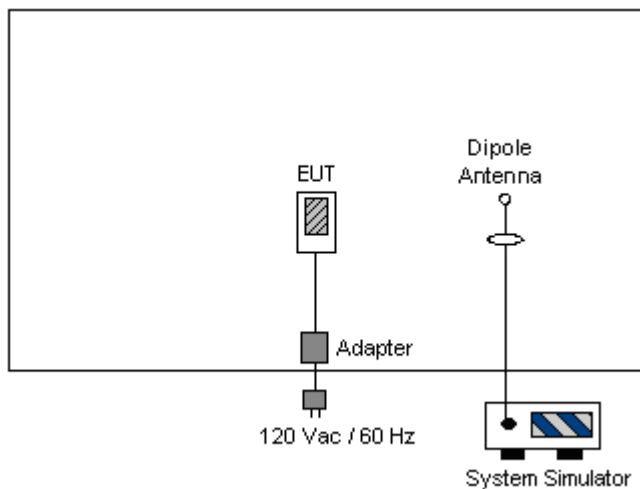 Dipole
Antenna
EUT
Adapter
120 Vac / 60 Hz
System Simulator